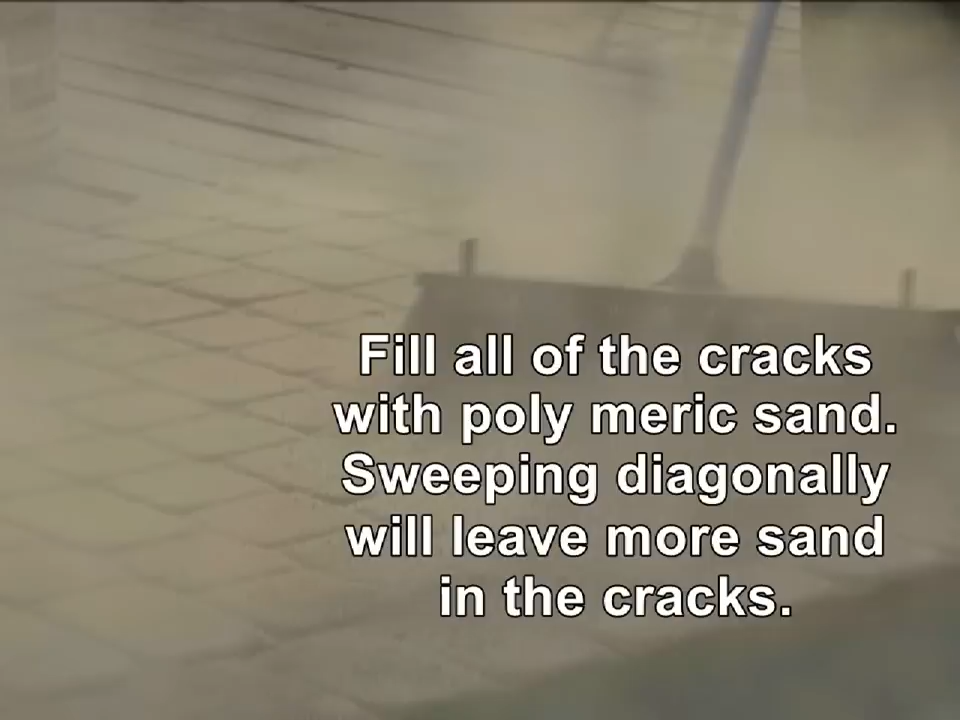 Fill all of the cracks
with poly meric sand.
Sweeping diagonally
will leave more sand
in the cracks.